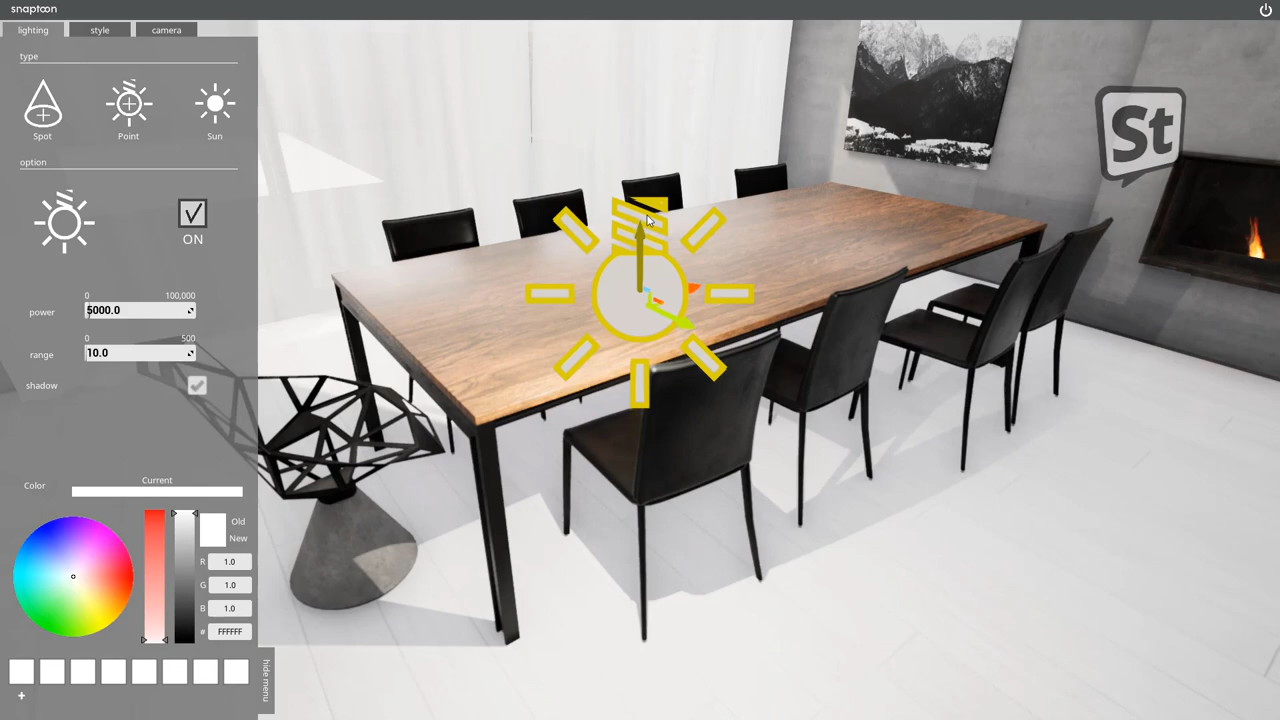 snaptoon
lighting
style
camera
type
Spot
Point
Sun
option
ON
0
100,000
power
5000.0
0
500
range
10.0
shadow
Color
Current
Old
New
R
1.0
G
1.0
B
1.0
#
FFFFFF
+
hide menu
St